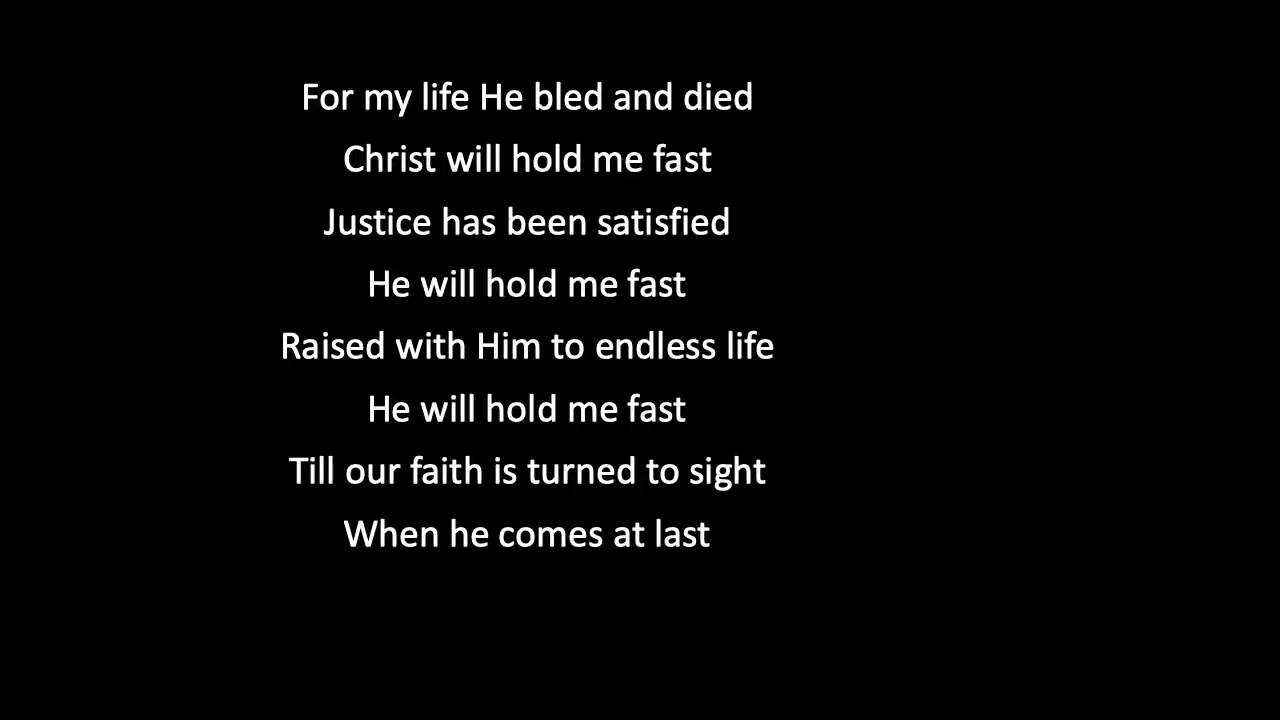 For my life He bled and died
Christ will hold me fast
Justice has been satisfied
He will hold me fast
Raised with Him to endless life
He will hold me fast
Till our faith is turned to sight
When he comes at last